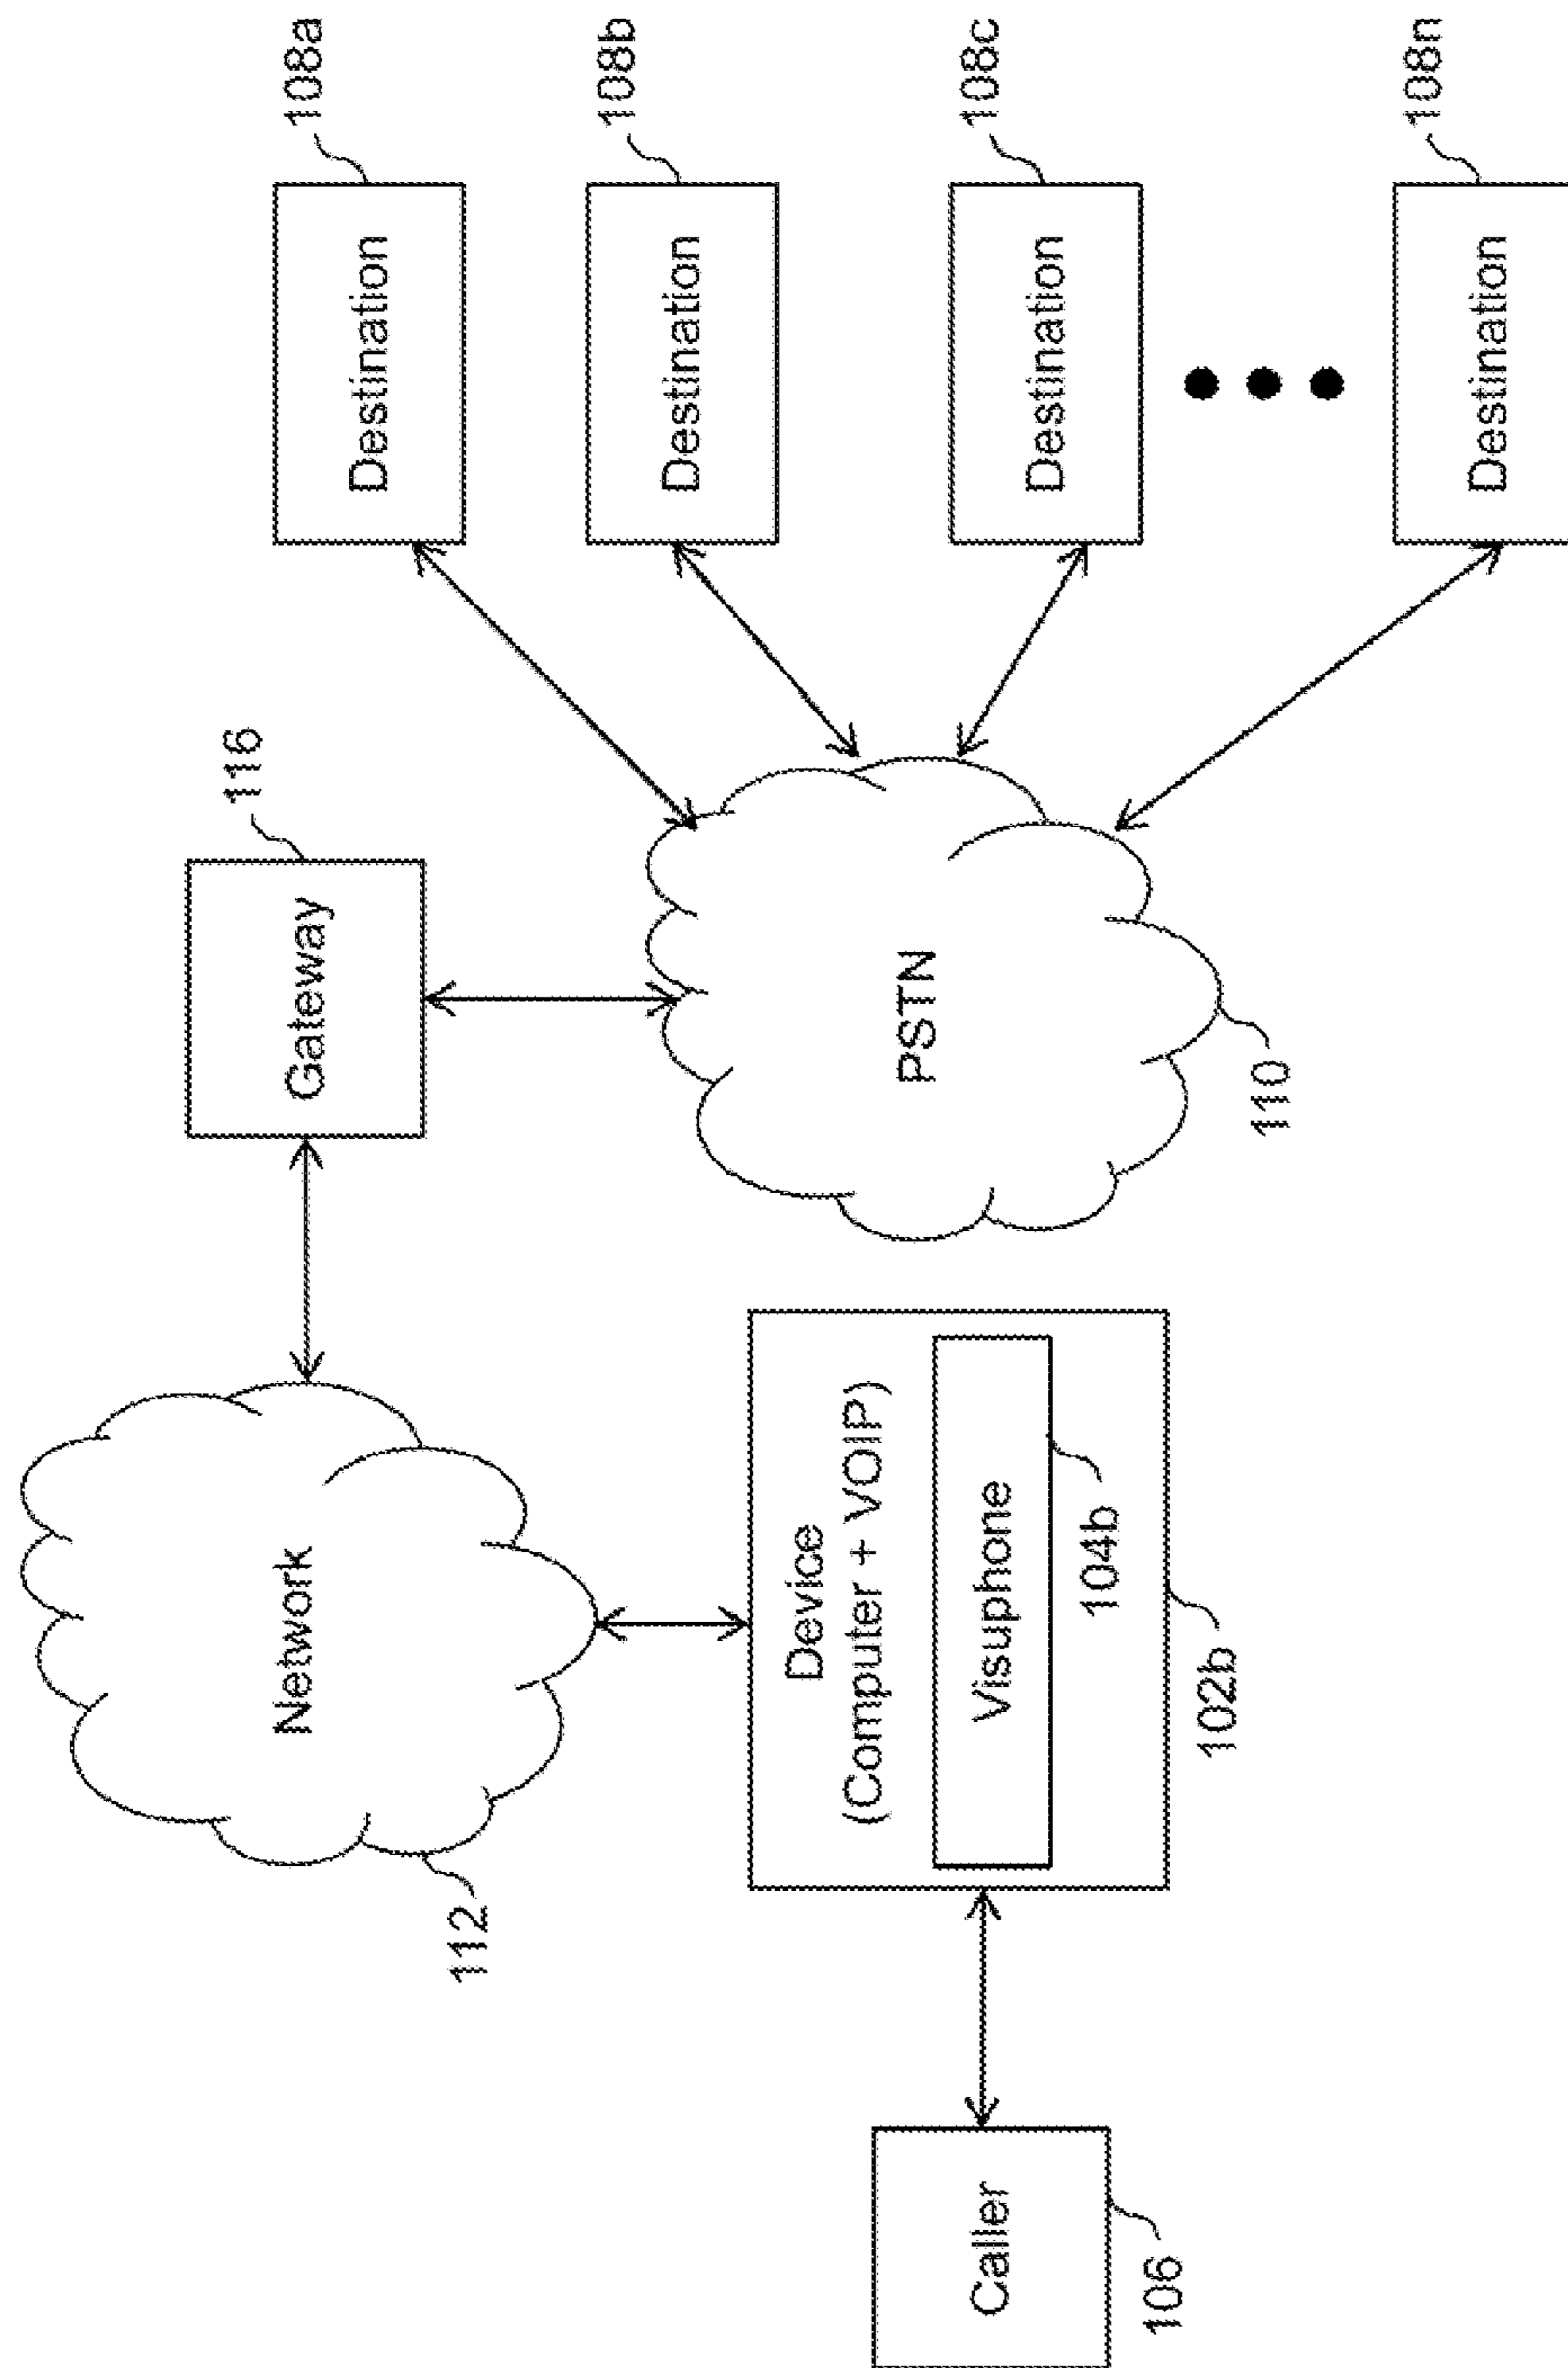 108a
108b
108c
108n
Destination
Destination
Destination
Destination
116
Gateway
PSTN
110
Network
112
Device
(Computer + VOIP)
Visuphone
104b
102b
Caller
106